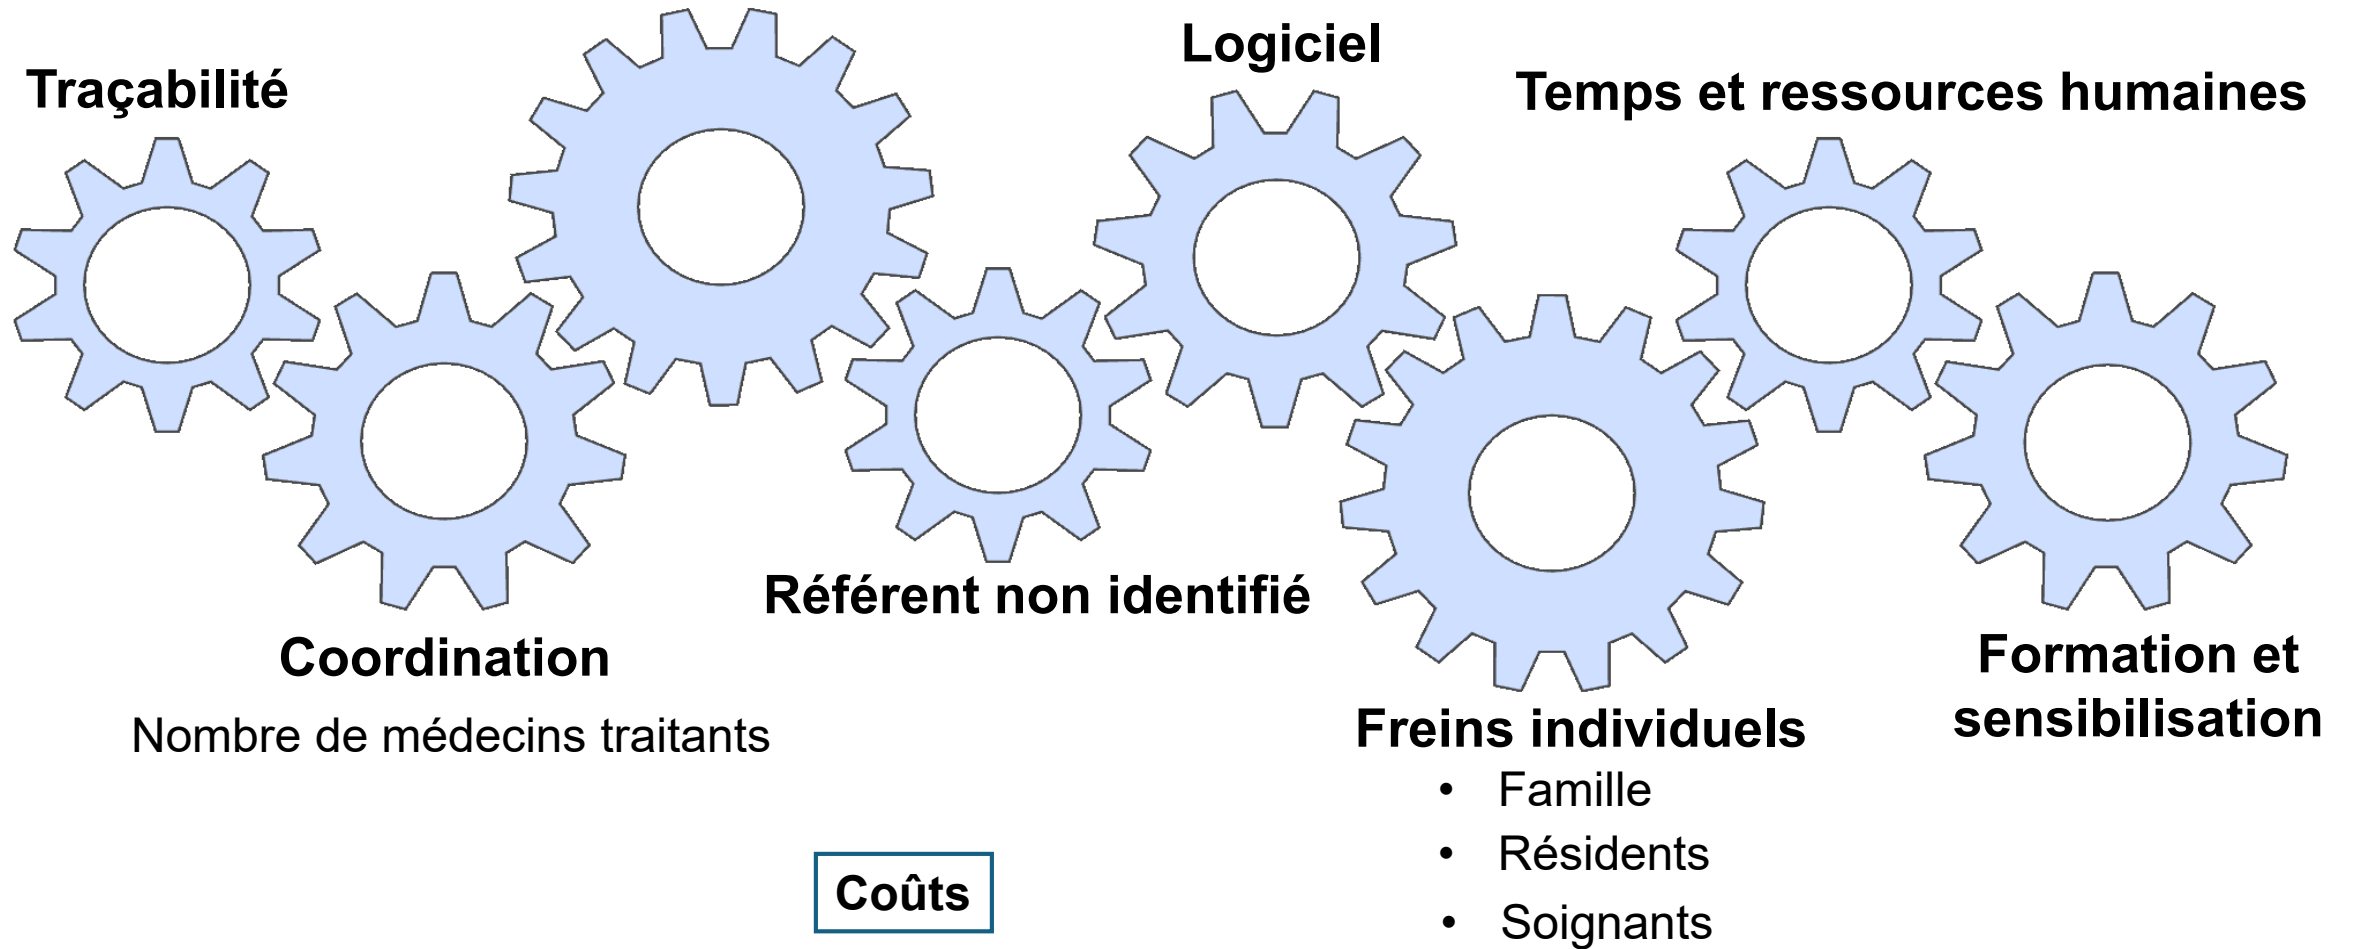 Logiciel
Traçabilité
Temps et ressources humaines
Référent non identifié
Coordination
Nombre de médecins traitants
Formation et
sensibilisation
Freins individuels
• Famille
• Résidents
• Soignants
Coûts